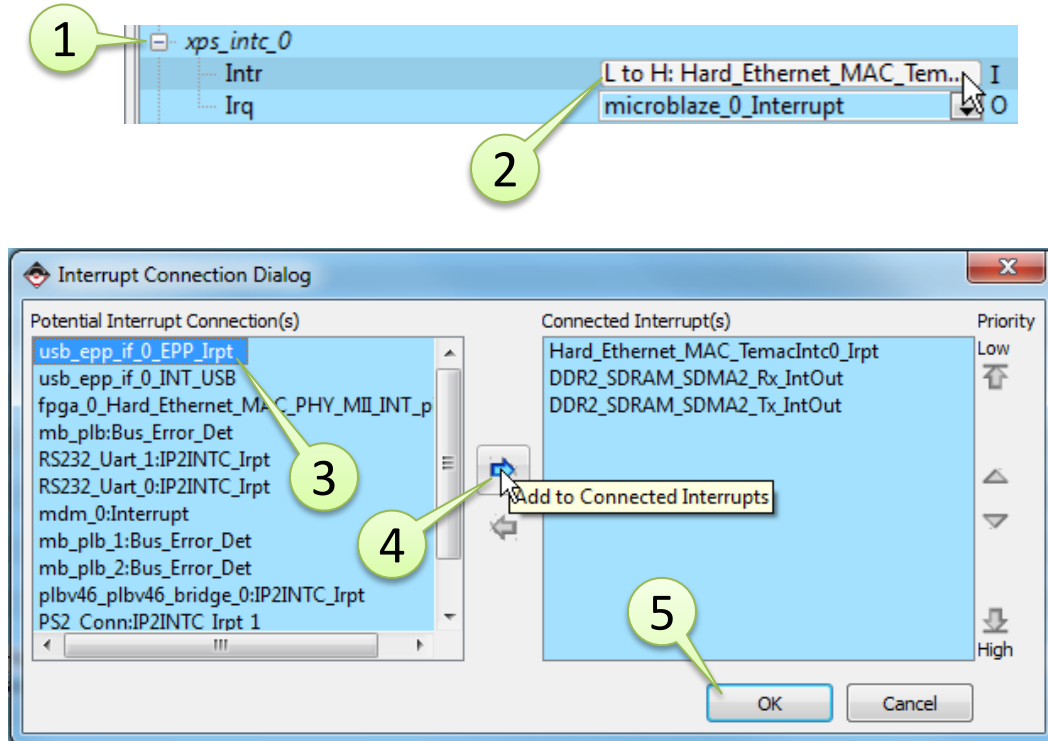 1
xps_intc_0
Intr
L to H: Hard_Ethernet_MAC_Tem...
I
Irq
microblaze_0_Interrupt
O
2
Interrupt Connection Dialog
Potential Interrupt Connection(s)
usb_epp_if_0_EPP_Irpt
usb_epp_if_0_INT_USB
fpga_0_Hard_Ethernet_MAC_PHY_MII_INT_p
mb_plb:Bus_Error_Det
RS232_Uart_1:IP2INTC_Irpt
RS232_Uart_0:IP2INTC_Irpt
mdm_0:Interrupt
mb_plb_1:Bus_Error_Det
mb_plb_2:Bus_Error_Det
plbv46_plbv46_bridge_0:IP2INTC_Irpt
PS2_Conn:IP2INTC_Irpt_1
3
4
Add to Connected Interrupts
Connected Interrupt(s)
Hard_Ethernet_MAC_TemacIntc0_Irpt
DDR2_SDRAM_SDMA2_Rx_IntOut
DDR2_SDRAM_SDMA2_Tx_IntOut
Priority
Low
High
5
OK
Cancel